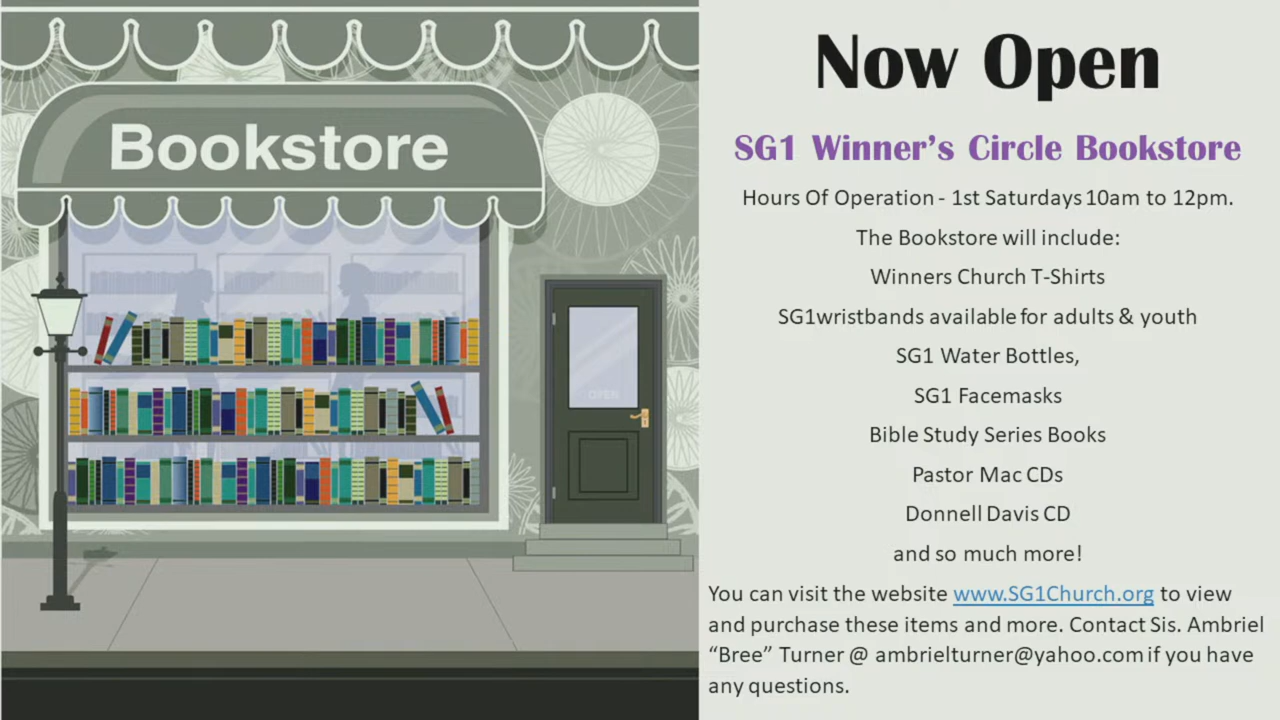 Bookstore
OPEN
Now Open
SG1 Winner's Circle Bookstore
Hours Of Operation - 1st Saturdays 10am to 12pm.
The Bookstore will include:
Winners Church T-Shirts
SG1wristbands available for adults & youth
SG1 Water Bottles,
SG1 Facemasks
Bible Study Series Books
Pastor Mac CDs
Donnell Davis CD
and so much more!
You can visit the website www.SG1Church.org to view
and purchase these items and more. Contact Sis. Ambriel
“Bree” Turner @ ambrielturner@yahoo.com if you have
any questions.